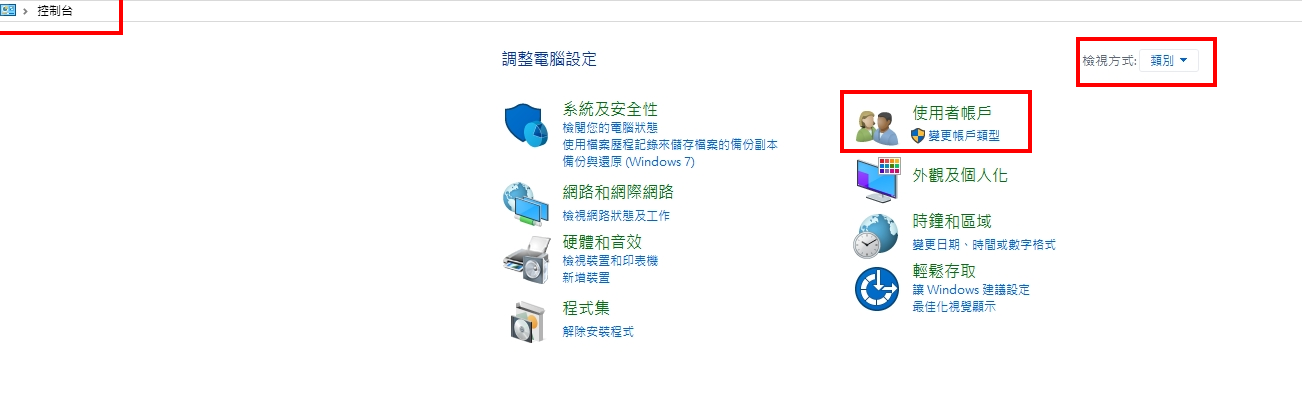 控制台
調整電腦設定
檢視方式: 類別
系統及安全性
檢閱您的電腦狀態
使用檔案歷程記錄來儲存檔案的備份副本
備份與還原 (Windows 7)
網路和網際網路
檢視網路狀態及工作
硬體和音效
檢視裝置和印表機
新增裝置
程式集
解除安裝程式
使用者帳戶
變更帳戶類型
外觀及個人化
時鐘和區域
變更日期、時間或數字格式
輕鬆存取
讓 Windows 建議設定
最佳化視覺顯示